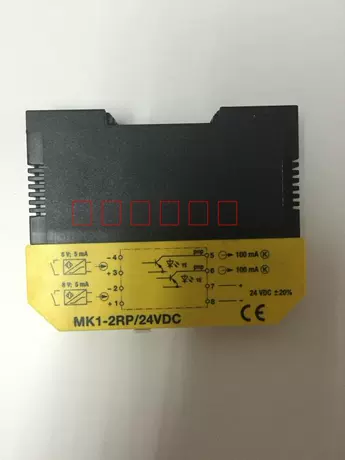 8 V; 5 mA
- 4
+ 3
8 V; 5 mA
- 2
+ 1
5
100 mA
6
100 mA
7 +
8 -
24 VDC ±20%
MK1-2RP/24VDC
CE